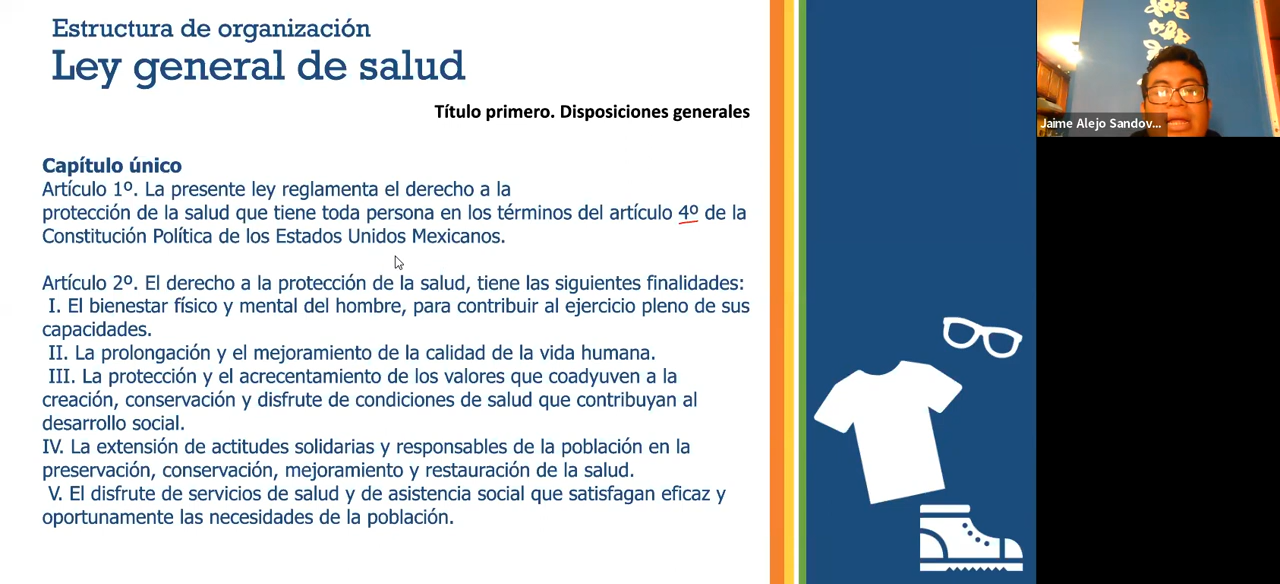 Estructura de organización
Ley general de salud
Título primero. Disposiciones generales
Capítulo único
Artículo 1º. La presente ley reglamenta el derecho a la
protección de la salud que tiene toda persona en los términos del artículo 4º de la
Constitución Política de los Estados Unidos Mexicanos.
Artículo 2º. El derecho a la protección de la salud, tiene las siguientes finalidades:
I. El bienestar físico y mental del hombre, para contribuir al ejercicio pleno de sus
capacidades.
II. La prolongación y el mejoramiento de la calidad de la vida humana.
III. La protección y el acrecentamiento de los valores que coadyuven a la
creación, conservación y disfrute de condiciones de salud que contribuyan al
desarrollo social.
IV. La extensión de actitudes solidarias y responsables de la población en la
preservación, conservación, mejoramiento y restauración de la salud.
V. El disfrute de servicios de salud y de asistencia social que satisfagan eficaz y
oportunamente las necesidades de la población.
Jaime Alejo Sandov...